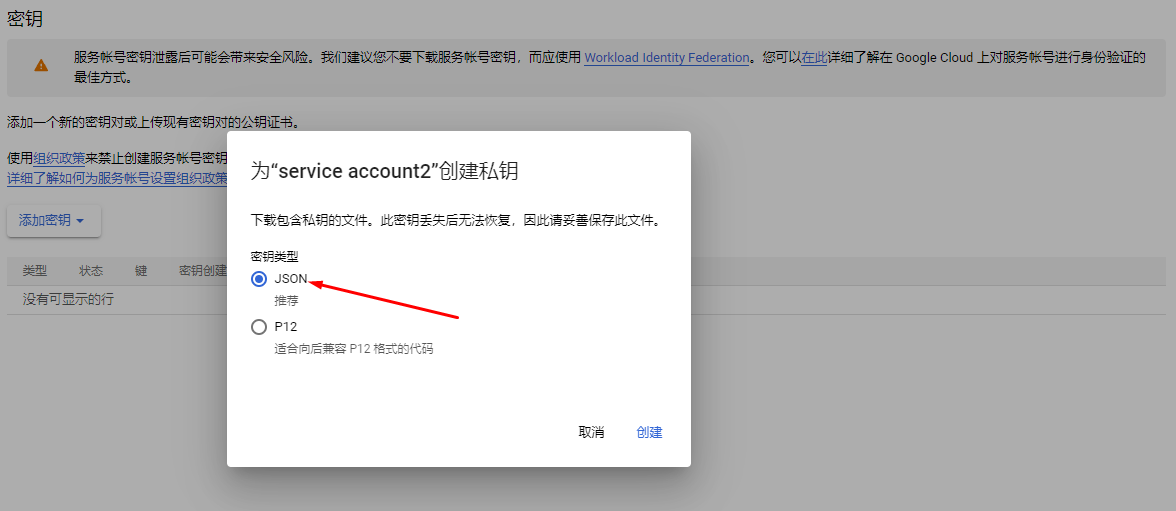 密钥
服务帐号密钥泄露后可能会带来安全风险。我们建议您不要下载服务帐号密钥，而应使用 Workload Identity Federation。您可以在此详细了解在 Google Cloud 上对服务帐号进行身份验证的
最佳方式。
添加一个新的密钥对或上传现有密钥对的公钥证书。
使用组织政策来禁止创建服务帐号密钥
详细了解如何为服务帐号设置组织政策
添加密钥
类型 状态 键 密钥创建
没有可显示的行
为“service account2”创建私钥
下载包含私钥的文件。此密钥丢失后无法恢复，因此请妥善保存此文件。
密钥类型
JSON
推荐
P12
适合向后兼容 P12 格式的代码
取消 创建